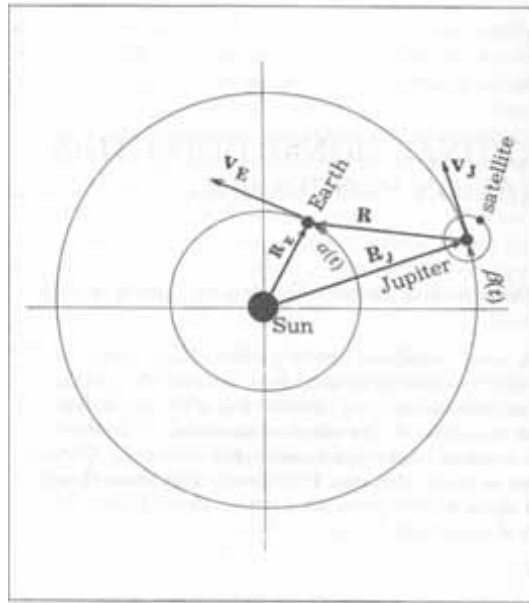 V_E
Earth
V_J
satellite
R
R_E
α(t)
R_J
Jupiter
β(t)
Sun